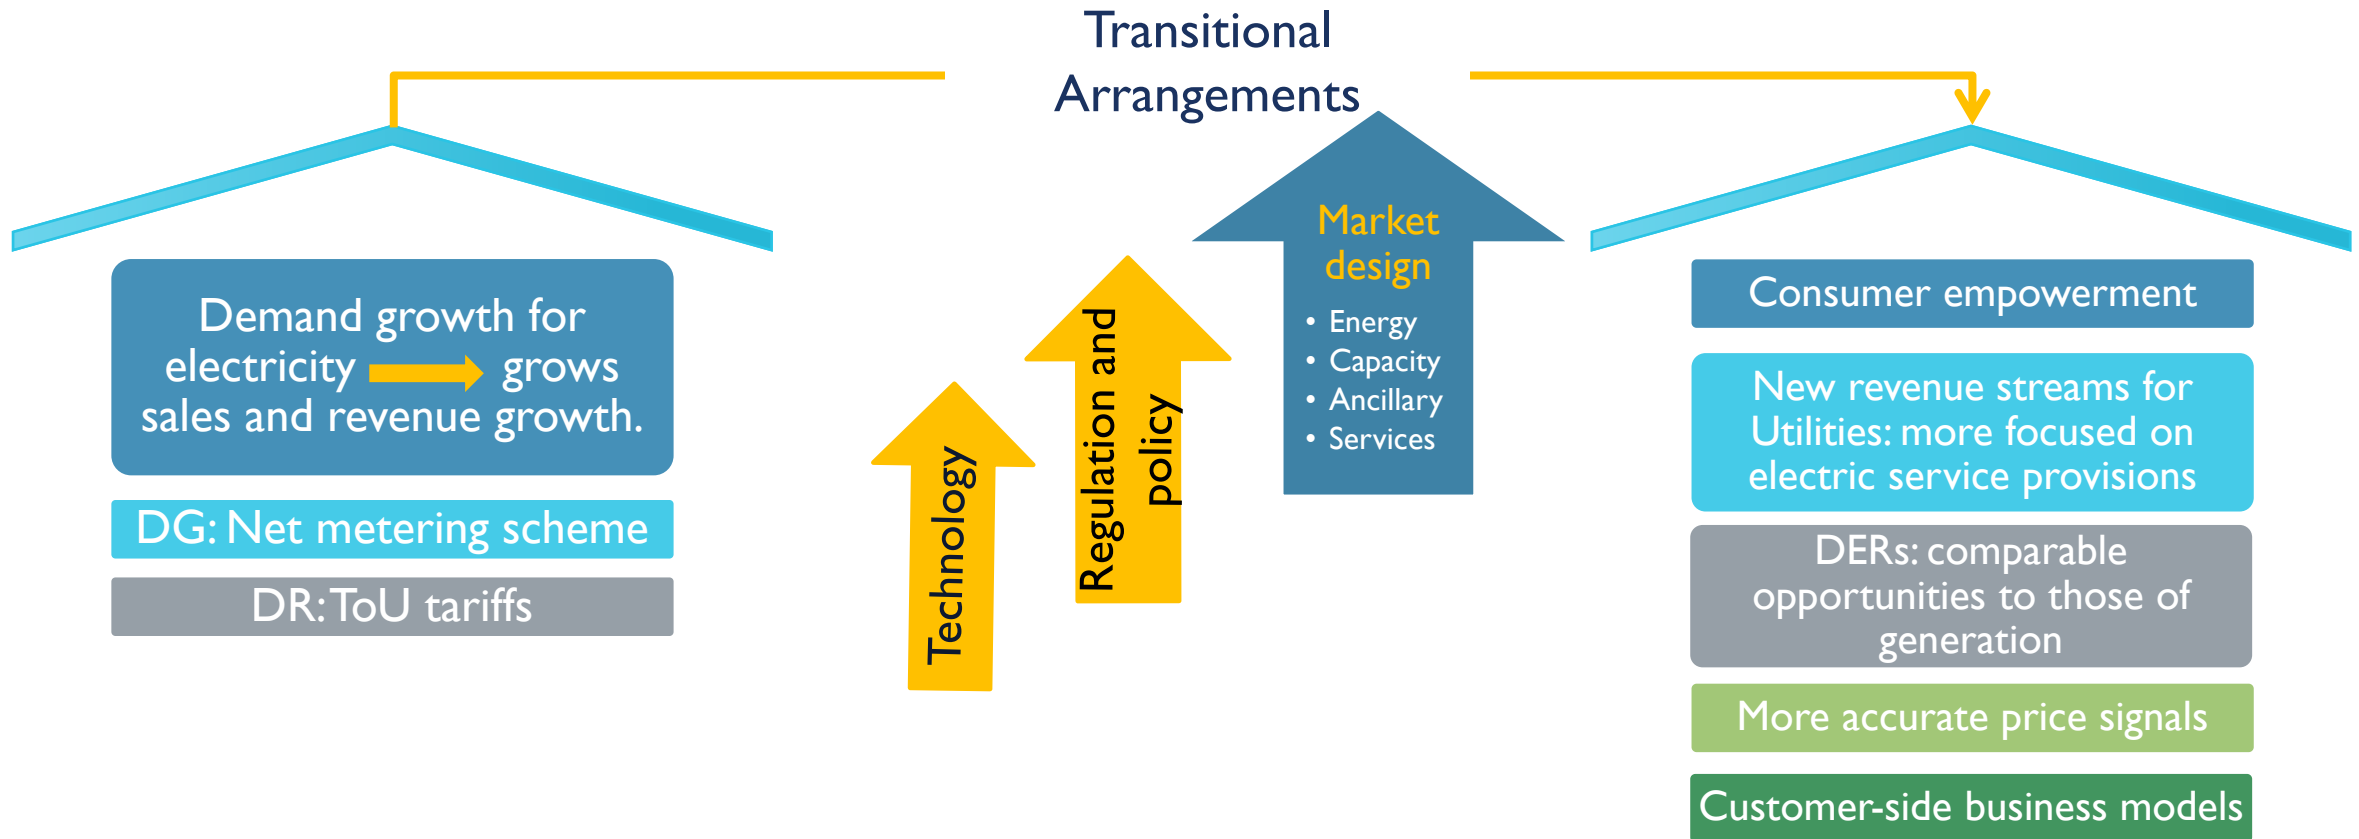 Transitional
Arrangements
Demand growth for
electricity grows
sales and revenue growth.
DG: Net metering scheme
DR: ToU tariffs
Technology
Regulation and
policy
Market
design
• Energy
• Capacity
• Ancillary
• Services
Consumer empowerment
New revenue streams for
Utilities: more focused on
electric service provisions
DERs: comparable
opportunities to those of
generation
More accurate price signals
Customer-side business models